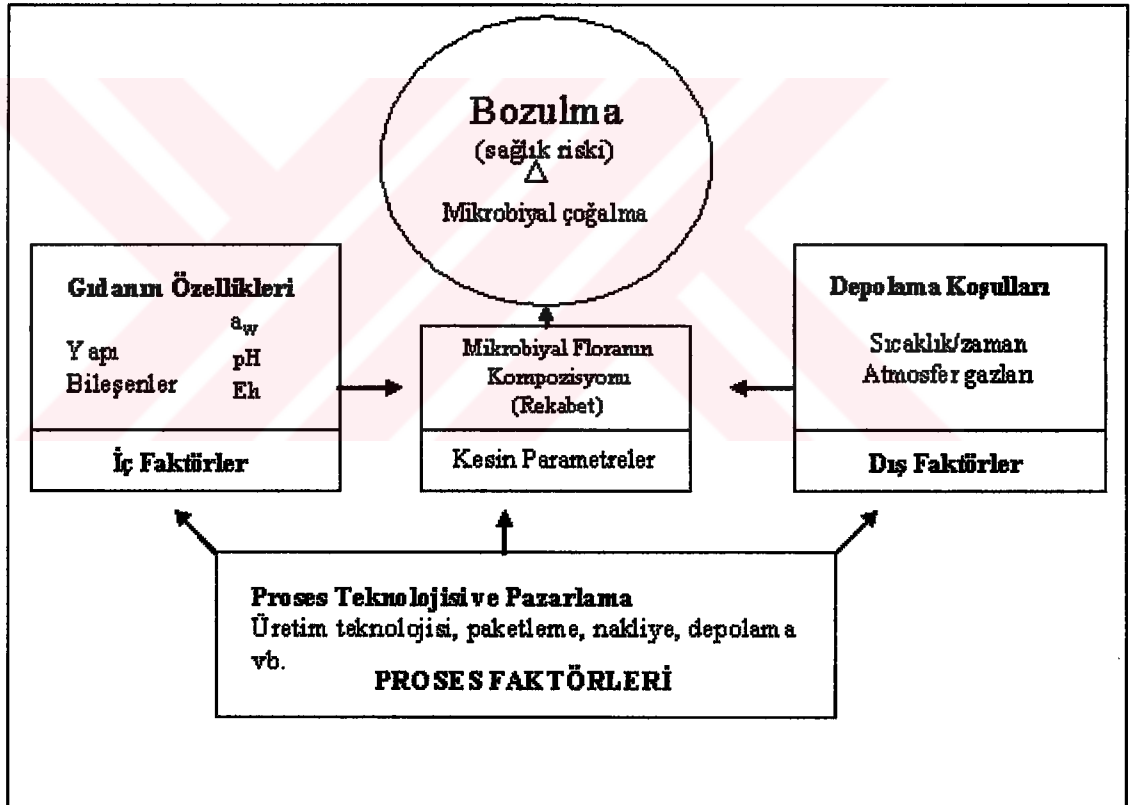 Bozulma
(sağlık riski)
Mikrobiyal çoğalma
Gıdanın Özellikleri
a_w
Yapı
pH
Bileşenler
Eh
İç Faktörler
Mikrobiyal Floranın
Kompozisyonu
(Rekabet)
Kesin Parametreler
Depolama Koşulları
Sıcaklık/zaman
Atmosfer gazları
Dış Faktörler
Proses Teknolojisi ve Pazarlama
Üretim teknolojisi, paketleme, nakliye, depolama
vb.
PROSES FAKTÖRLERİ